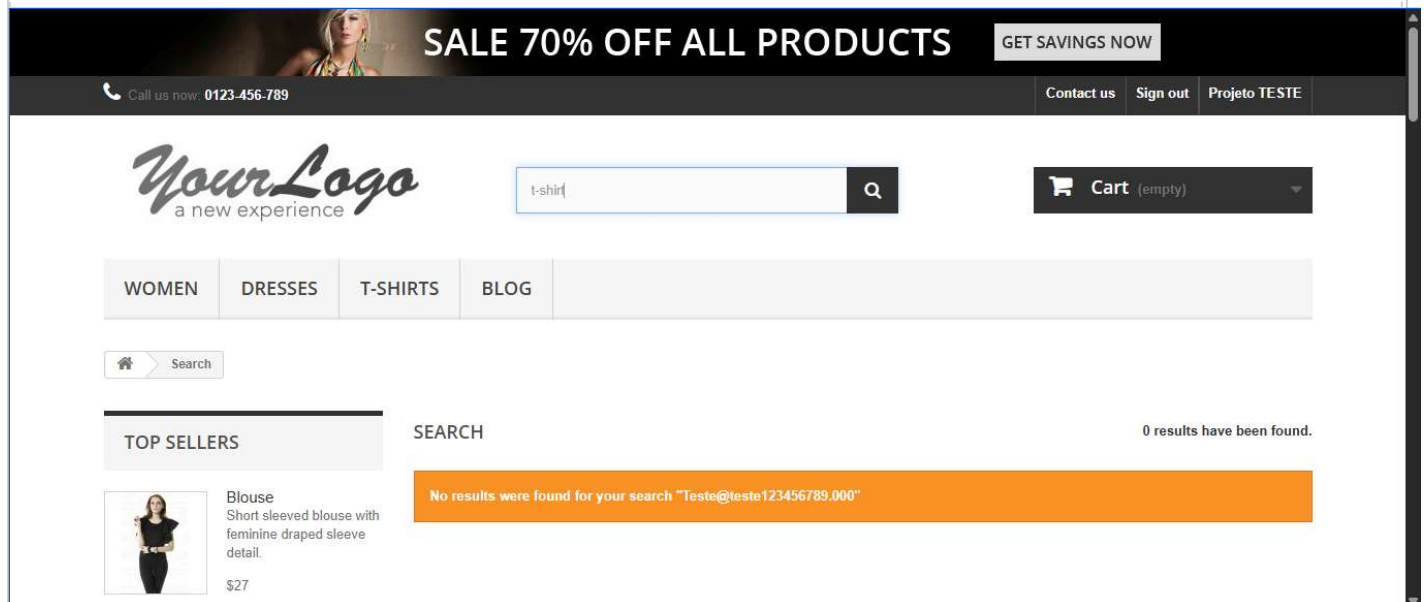 SALE 70% OFF ALL PRODUCTS
GET SAVINGS NOW
Call us now: 0123-456-789
Contact us
Sign out
Projeto TESTE
Your Logo
a new experience
t-shirt
Cart (empty)
WOMEN
DRESSES
T-SHIRTS
BLOG
Search
TOP SELLERS
Blouse
Short sleeved blouse with
feminine draped sleeve
detail.
$27
SEARCH
0 results have been found.
No results were found for your search "Teste@teste123456789.000"